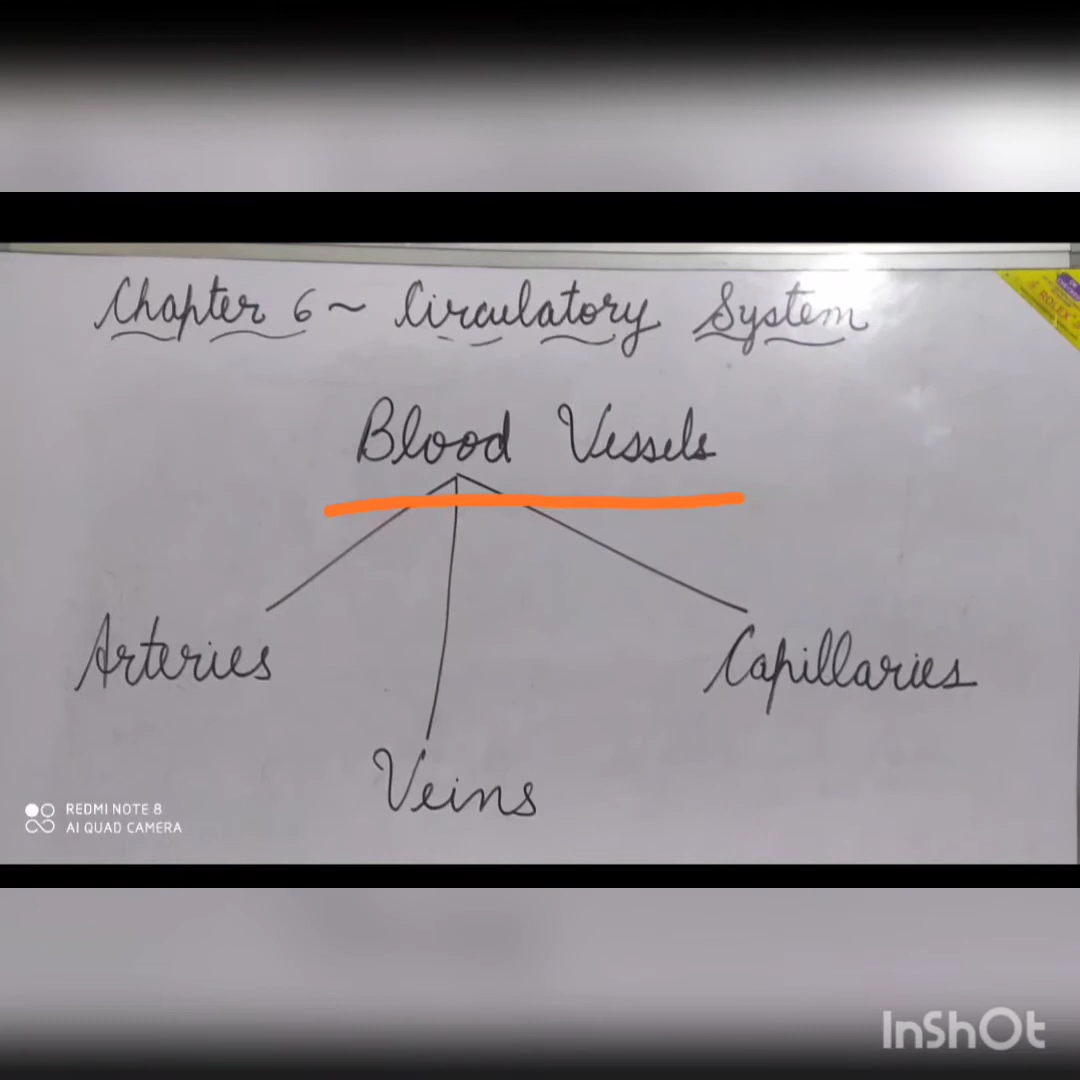 Chapter 6 ~ Circulatory System
Blood Vessels
Arteries
Capillaries
Veins
REDMI NOTE 8
AI QUAD CAMERA
InShOt